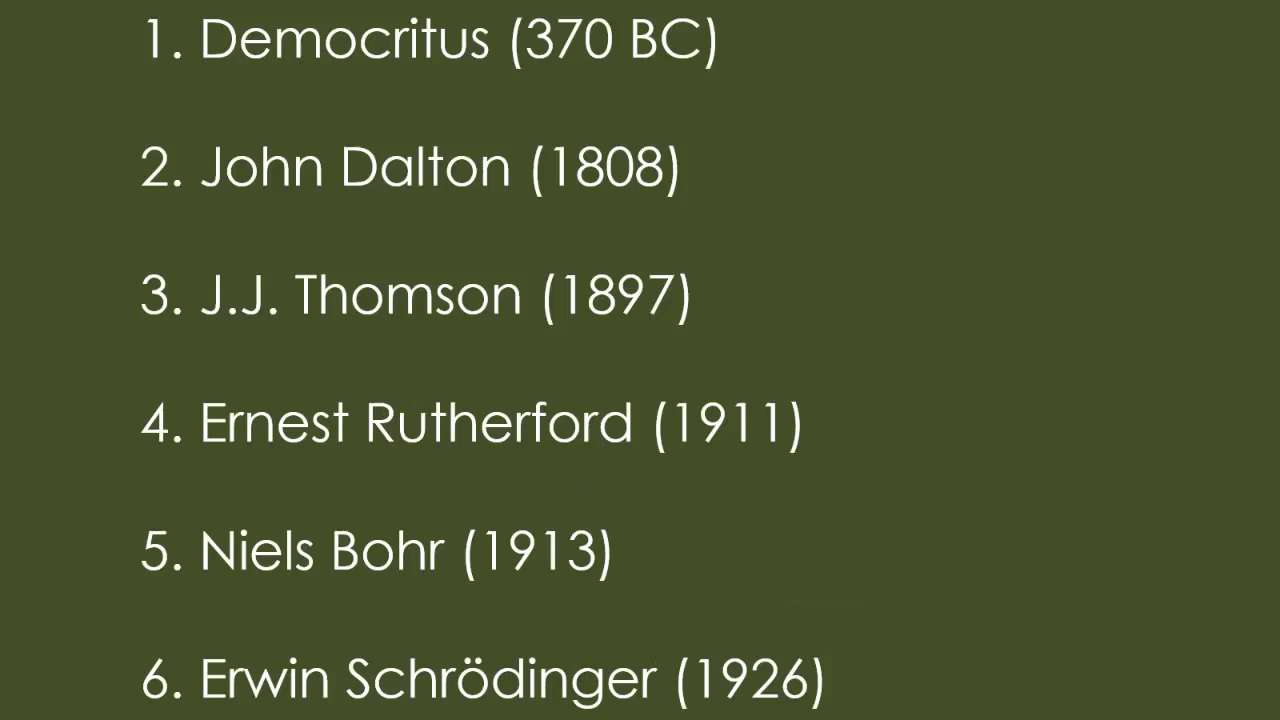 1. Democritus (370 BC)
2. John Dalton (1808)
3. J.J. Thomson (1897)
4. Ernest Rutherford (1911)
5. Niels Bohr (1913)
6. Erwin Schrödinger (1926)